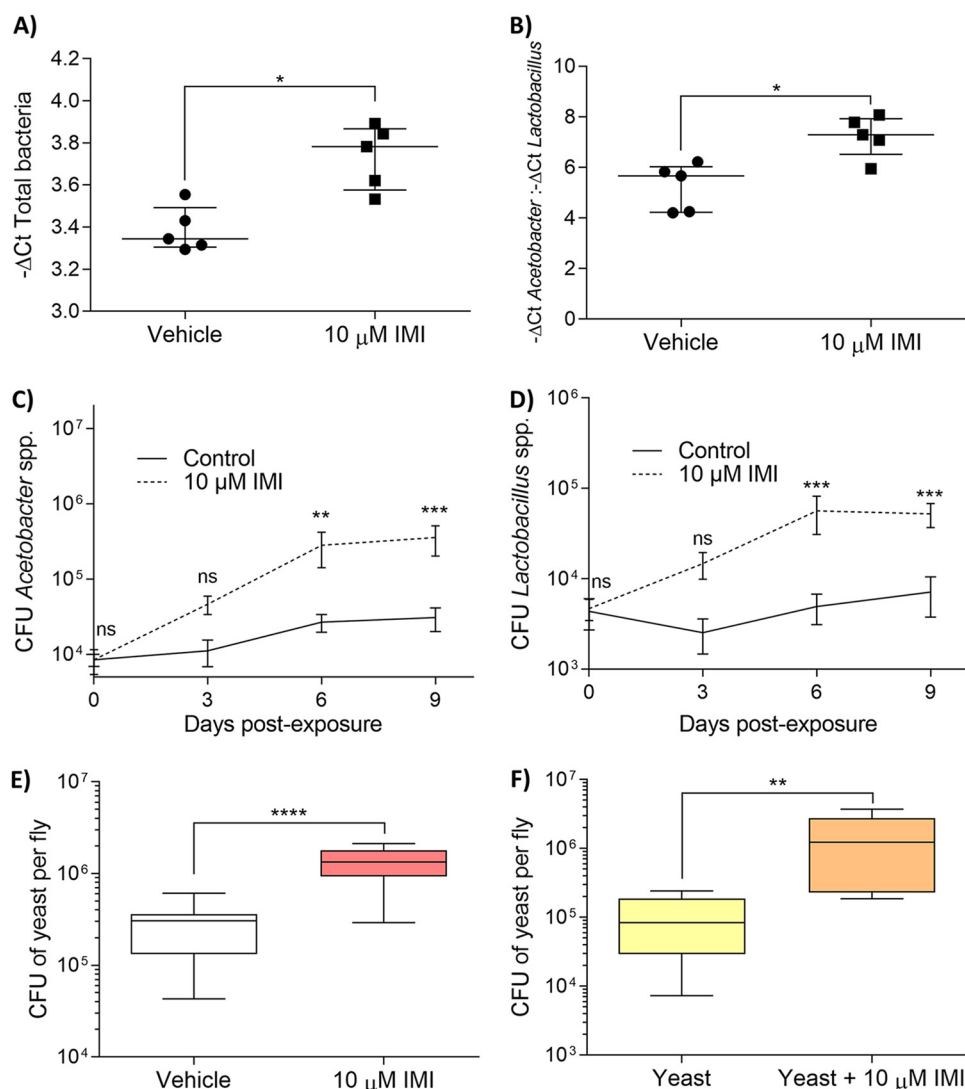 A)
-ΔCt Total bacteria
4.2
4.0
3.8
3.6
3.4
3.2
3.0
*
Vehicle
10 μM IMI
B)
-ΔCt Acetobacter :-ΔCt Lactobacillus
10
8
6
4
2
0
*
Vehicle
10 μM IMI
C)
CFU Acetobacter spp.
10⁷
10⁶
10⁵
10⁴
Control
10 μM IMI
ns
ns
**
***
0 3 6 9
Days post-exposure
D)
CFU Lactobacillus spp.
10⁶
10⁵
10⁴
10³
Control
10 μM IMI
ns
ns
***
***
0 3 6 9
Days post-exposure
E)
CFU of yeast per fly
10⁷
10⁶
10⁵
10⁴
****
Vehicle
10 μM IMI
F)
CFU of yeast per fly
10⁷
10⁶
10⁵
10⁴
10³
**
Yeast
Yeast + 10 μM IMI